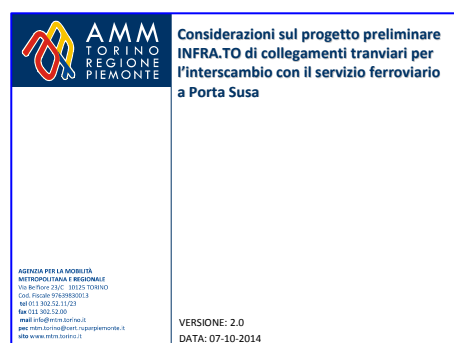 AMM
TORINO
REGIONE
PIEMONTE
Considerazioni sul progetto preliminare
INFRA.TO di collegamenti tranviari per
l’interscambio con il servizio ferroviario
a Porta Susa
AGENZIA PER LA MOBILITÀ
METROPOLITANA E REGIONALE
Via Belfiore 23/C 10125 TORINO
Cod. Fiscale 97639830013
tel 011 302.52.11/23
fax 011 302.52.00
mail info@mtm.torino.it
pec mtm.torino@cert.ruparpiemonte.it
sito www.mtm.torino.it
VERSIONE: 2.0
DATA: 07-10-2014